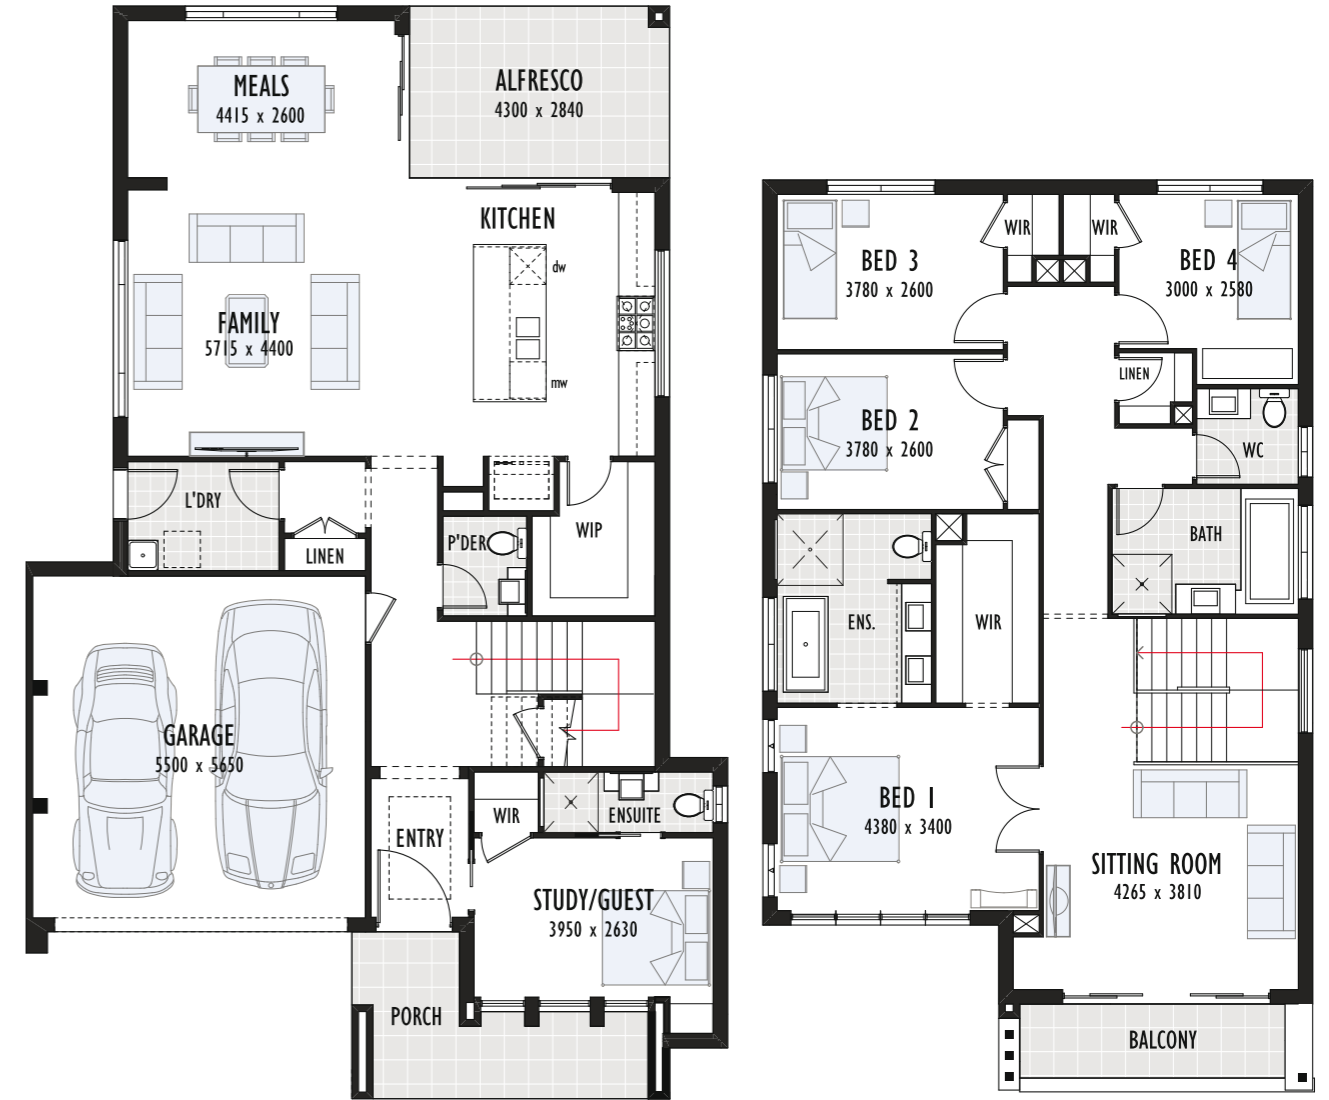 MEALS
4415 x 2600
ALFRESCO
4300 x 2840
KITCHEN
dw
FAMILY
5715 x 4400
mw
L'DRY
LINEN
P'DER
WIP
GARAGE
5500 x 5650
ENTRY
WIR
ENSUITE
STUDY/GUEST
3950 x 2630
PORCH
WIR
WIR
BED 3
3780 x 2600
BED 4
3000 x 2580
LINEN
BED 2
3780 x 2600
WC
BATH
ENS.
WIR
BED 1
4380 x 3400
SITTING ROOM
4265 x 3810
BALCONY